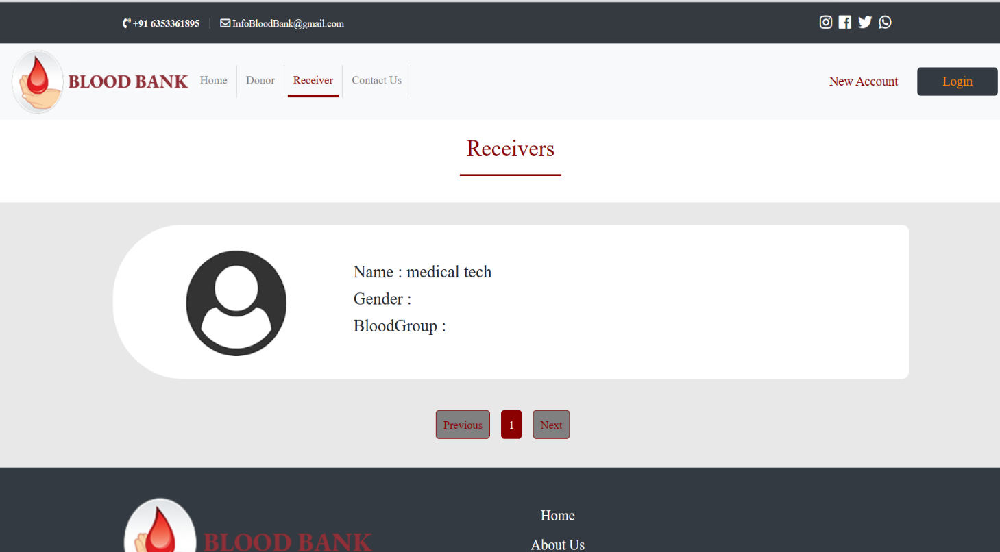 +91 6353361895 | InfoBloodBank@gmail.com
BLOOD BANK Home Donor Receiver Contact Us New Account Login
Receivers
Name : medical tech
Gender :
BloodGroup :
Previous 1 Next
Home
BLOOD BANK
About Us